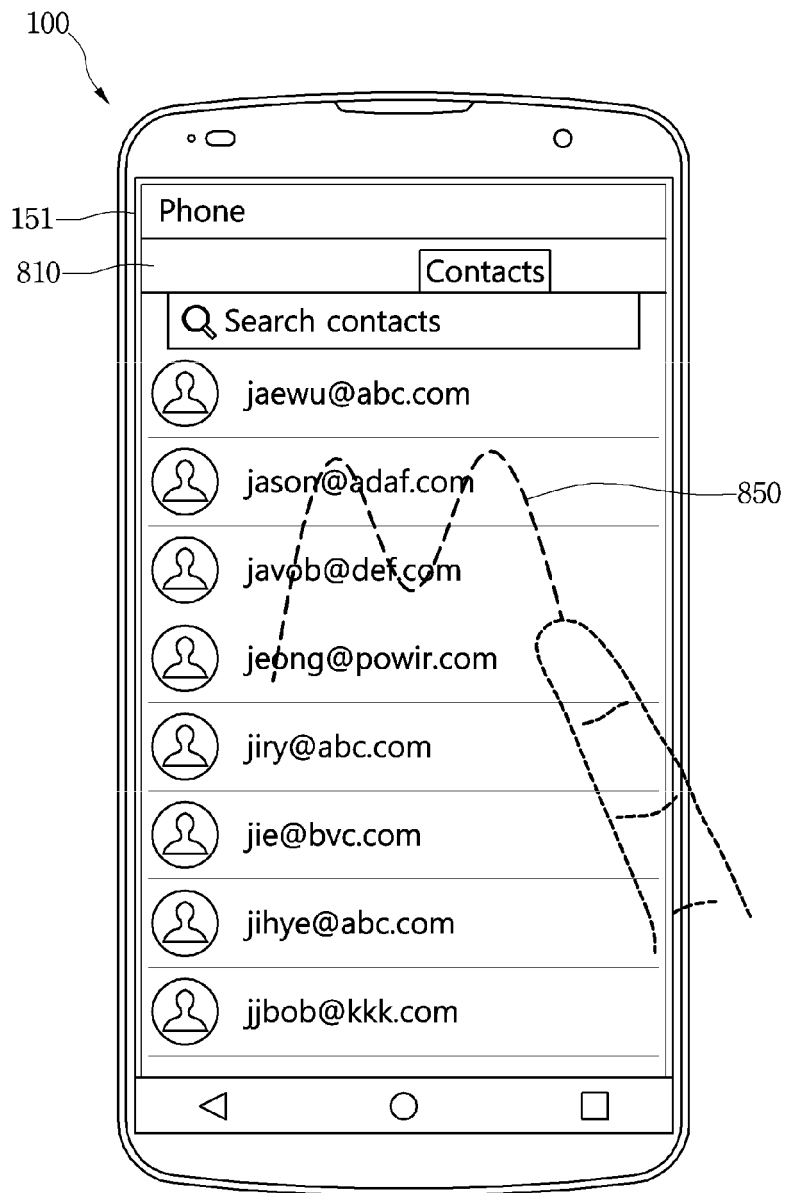 100
151
Phone
810
Contacts
Search contacts
jaewu@abc.com
jason@adaf.com
850
javob@def.com
jeong@powir.com
jiry@abc.com
jie@bvc.com
jihye@abc.com
jjbob@kkk.com